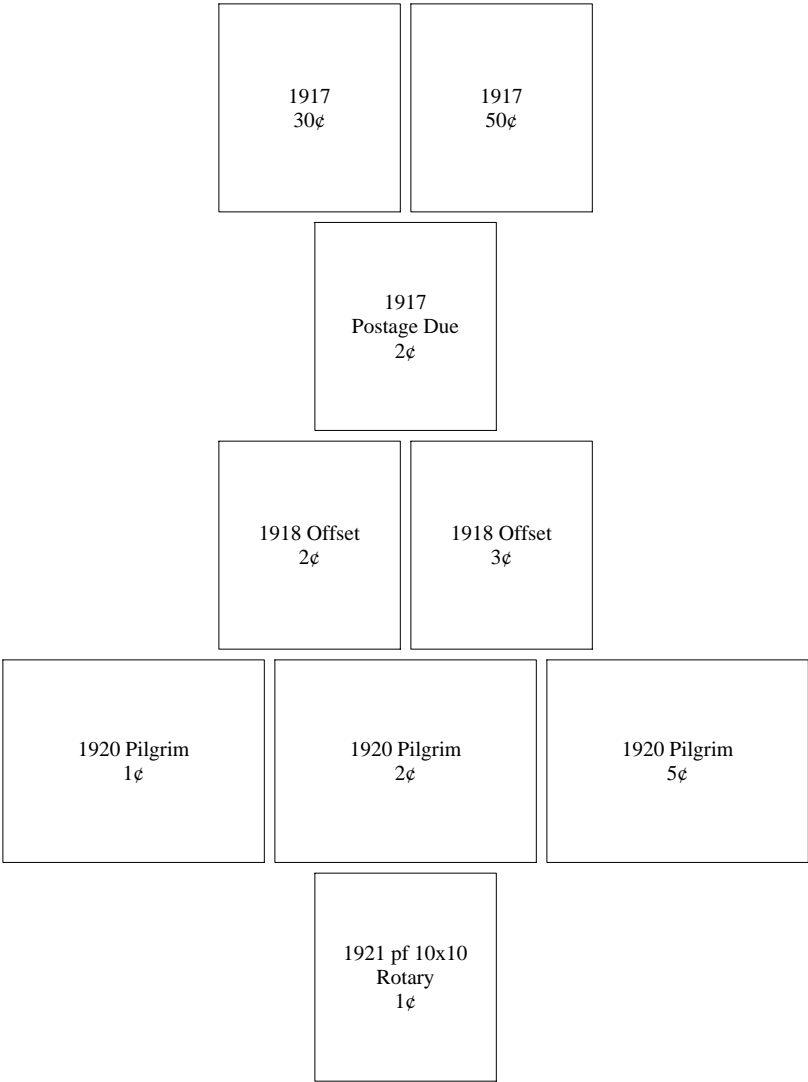 1917
30¢
1917
50¢
1917
Postage Due
2¢
1918 Offset
2¢
1918 Offset
3¢
1920 Pilgrim
1¢
1920 Pilgrim
2¢
1920 Pilgrim
5¢
1921 pf 10x10
Rotary
1¢